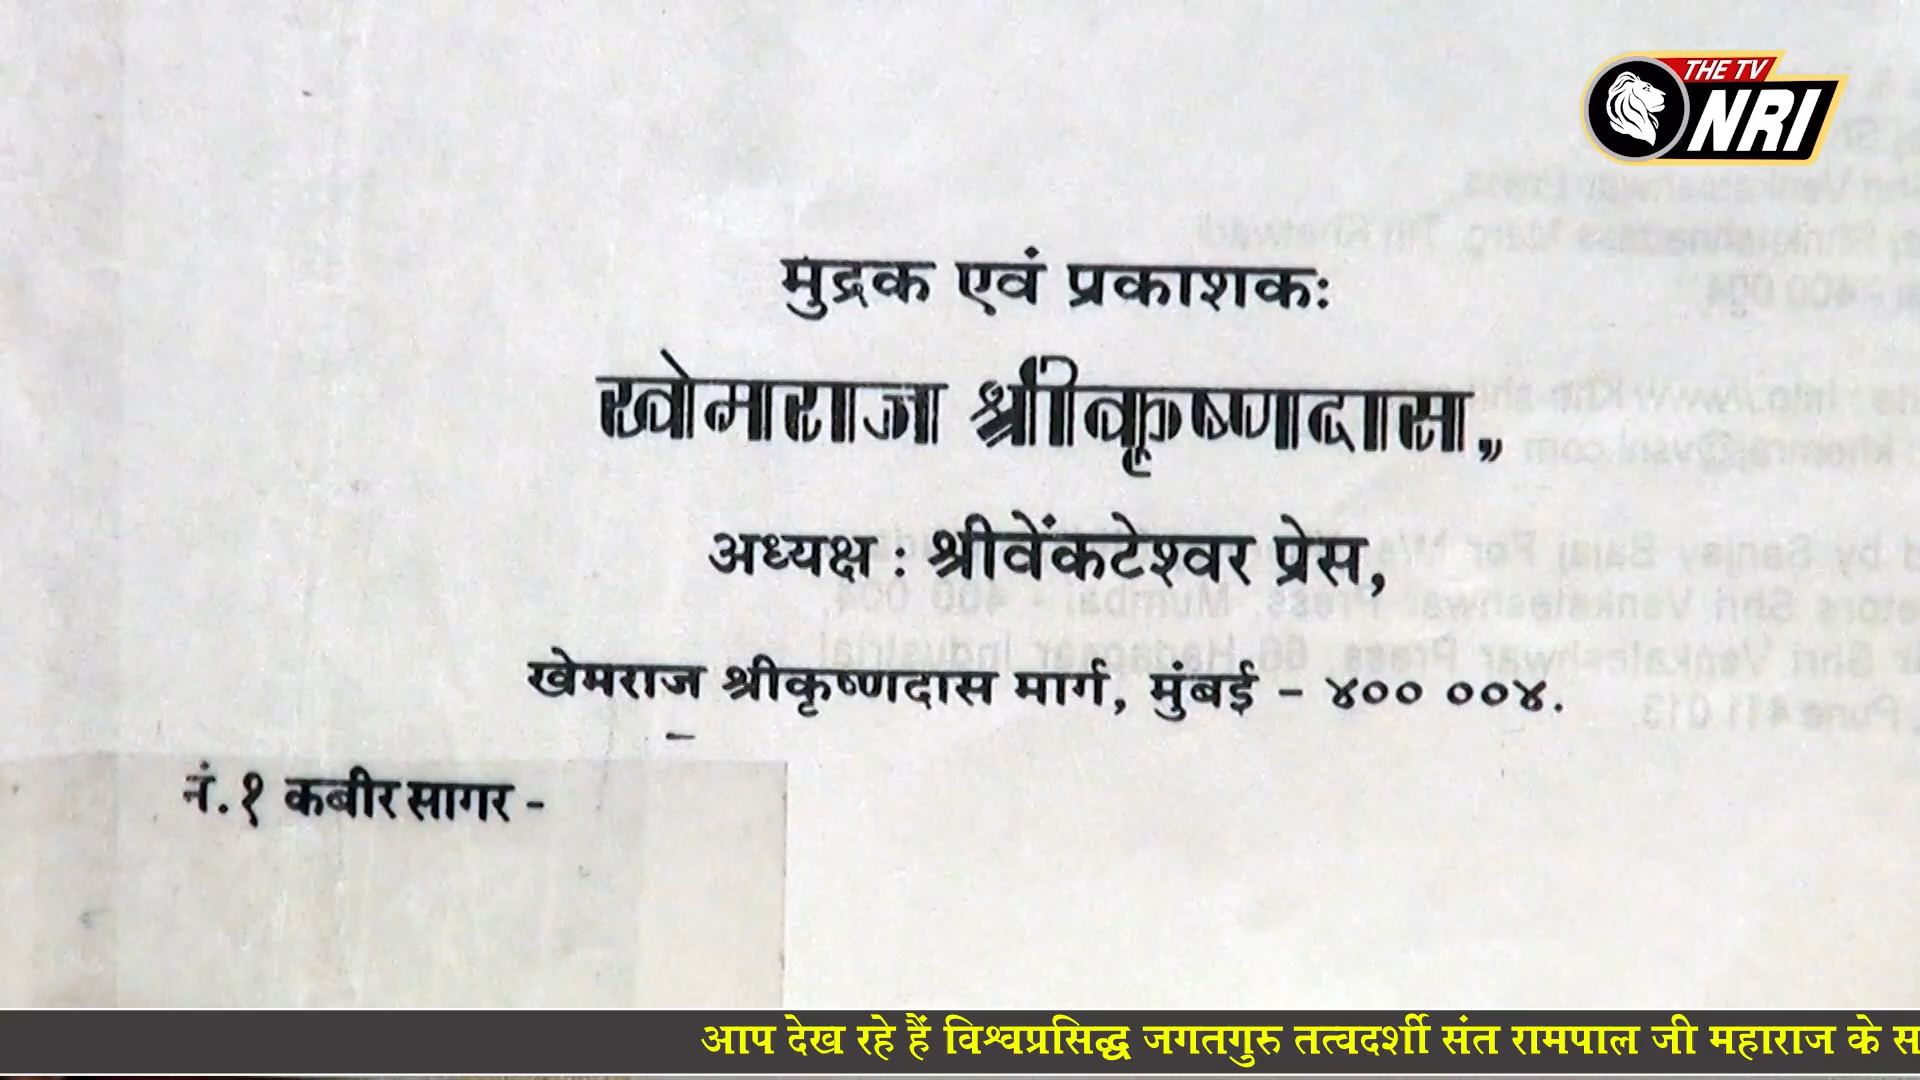 THE TV
NRI
मुद्रक एवं प्रकाशकः
खेमराज श्रीकृष्णदास,,
अध्यक्ष : श्रीवेंकटेश्वर प्रेस,
खेमराज श्रीकृष्णदास मार्ग, मुंबई - ४०० ००४.
नं.१ कबीर सागर -
आप देख रहे हैं विश्वप्रसिद्ध जगतगुरु तत्वदर्शी संत रामपाल जी महाराज के